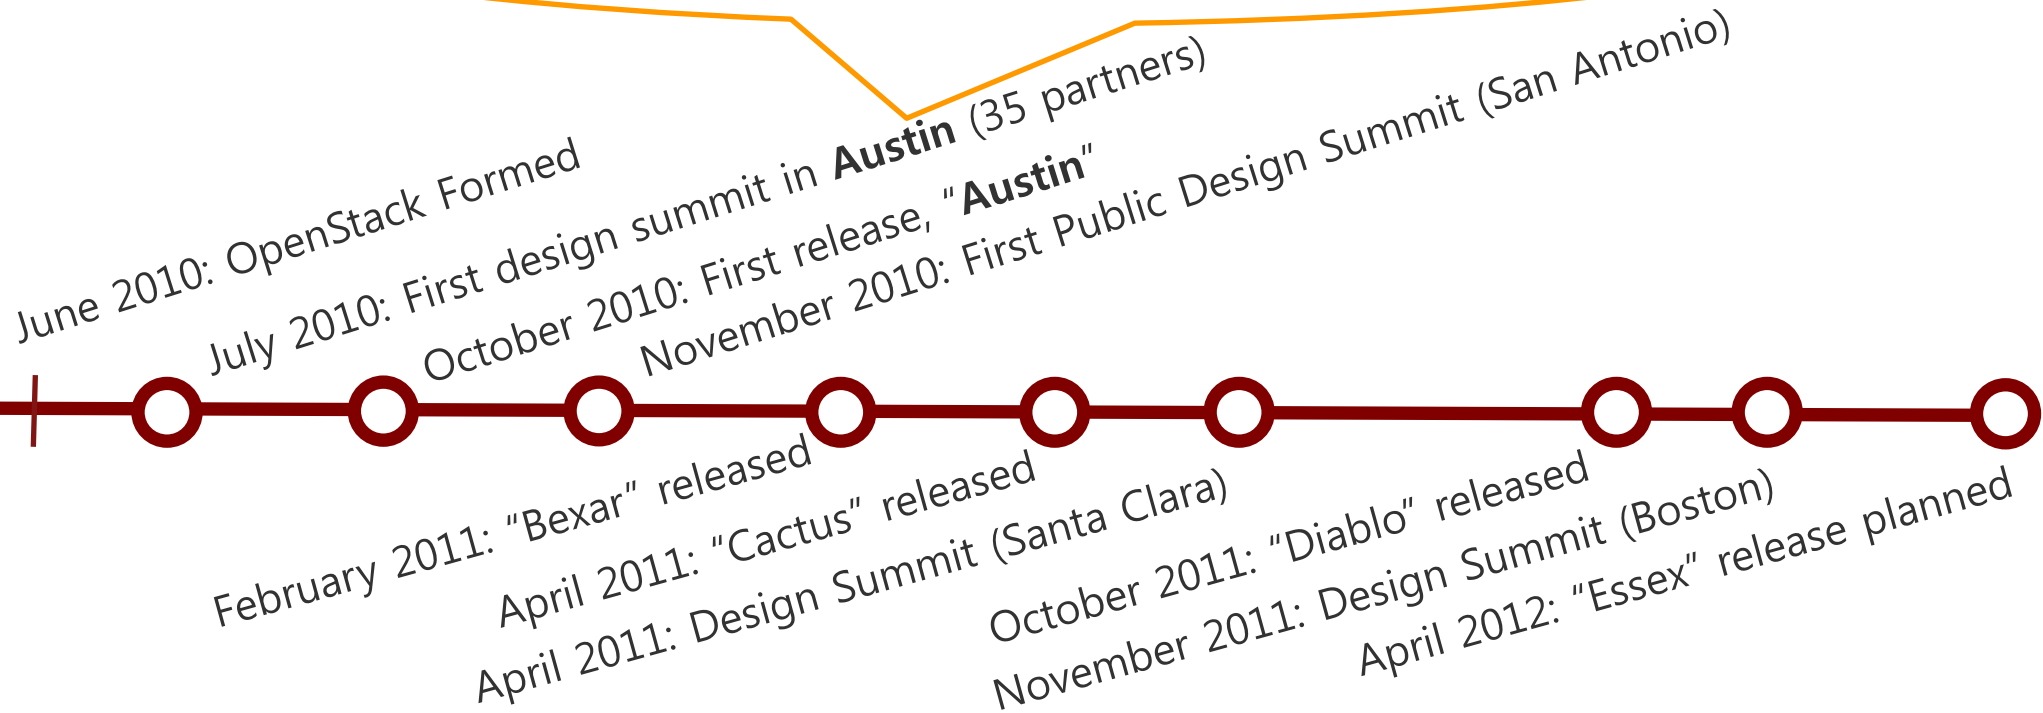 June 2010: OpenStack Formed
July 2010: First design summit in Austin (35 partners)
October 2010: First release, “Austin”
November 2010: First Public Design Summit (San Antonio)
February 2011: “Bexar” released
April 2011: “Cactus” released
April 2011: Design Summit (Santa Clara)
October 2011: “Diablo” released
November 2011: Design Summit (Boston)
April 2012: “Essex” release planned